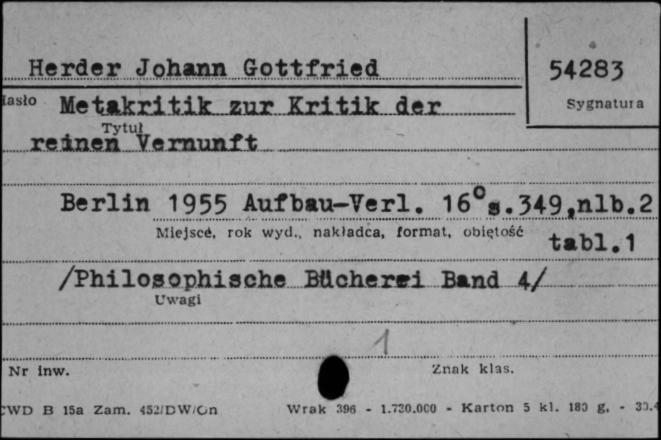 Herder Johann Gottfried
54283
Hasło Metakritik zur Kritik der
Sygnatura
Tytuł
reinen Vernunft
Berlin 1955 Aufbau-Verl. 16° s.349,nlb.2
Miejsce, rok wyd., nakładca, format, objętość
tabl.1
/Philosophische Bücherei Band 4/
Uwagi
1
Nr inw.
Znak klas.
CWD B 15a Zam. 452/DW/On Wrak 396 - 1.720.000 - Karton 5 kl. 180 g. -